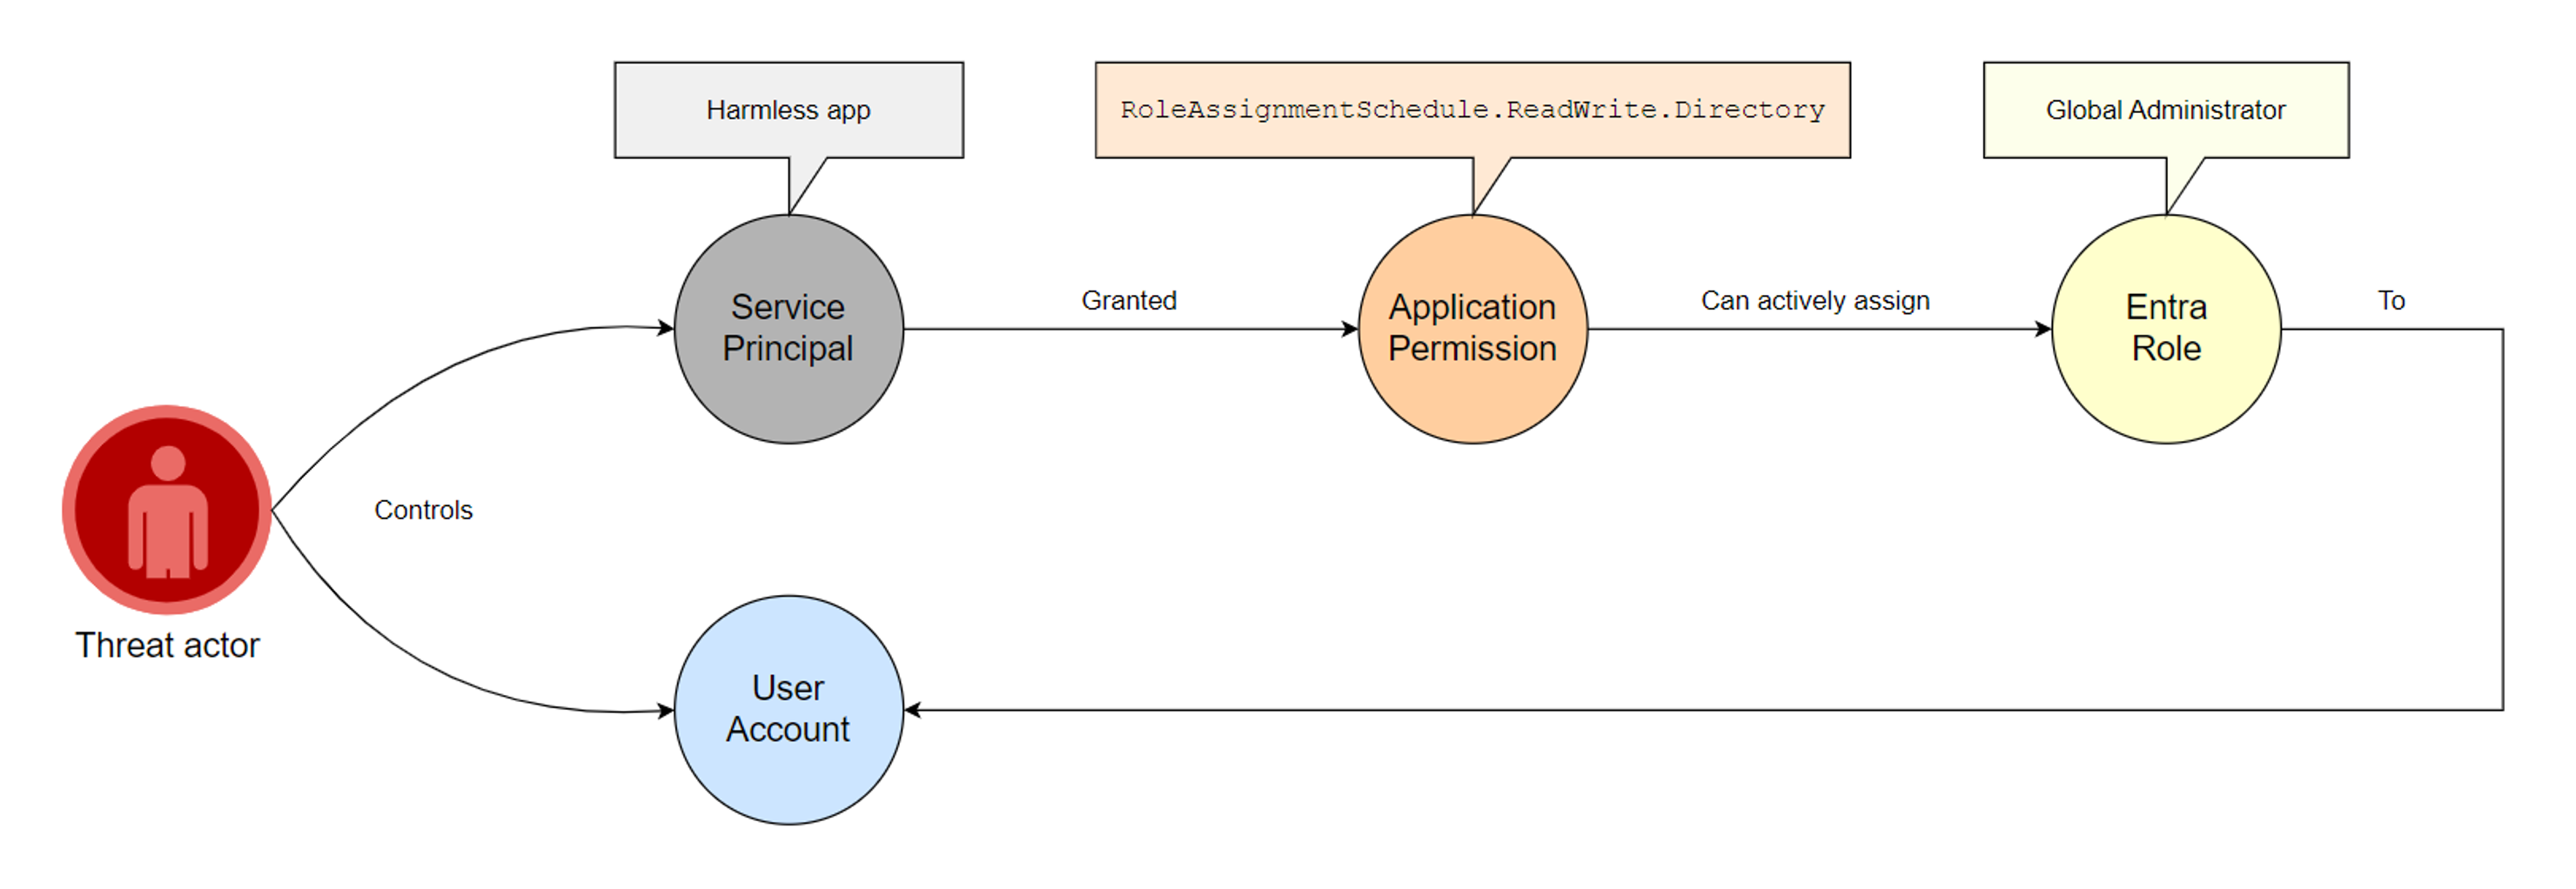 Harmless app
RoleAssignmentSchedule.ReadWrite.Directory
Global Administrator
Service
Principal
Granted
Application
Permission
Can actively assign
Entra
Role
To
Controls
Threat actor
User
Account